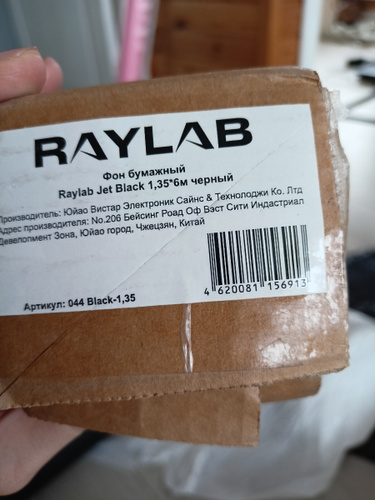 RAYLAB
Фон бумажный
Raylab Jet Black 1,35*6м черный
Производитель: Юйао Вистар Электроник Сайнс & Технолоджи Ко. Лтд
Адрес производителя: No.206 Бейсинг Роад Оф Вэст Сити Индастриал
Девелопмент Зона, Юйао город, Чжецзян, Китай
4 620081 156913
Артикул: 044 Black-1,35